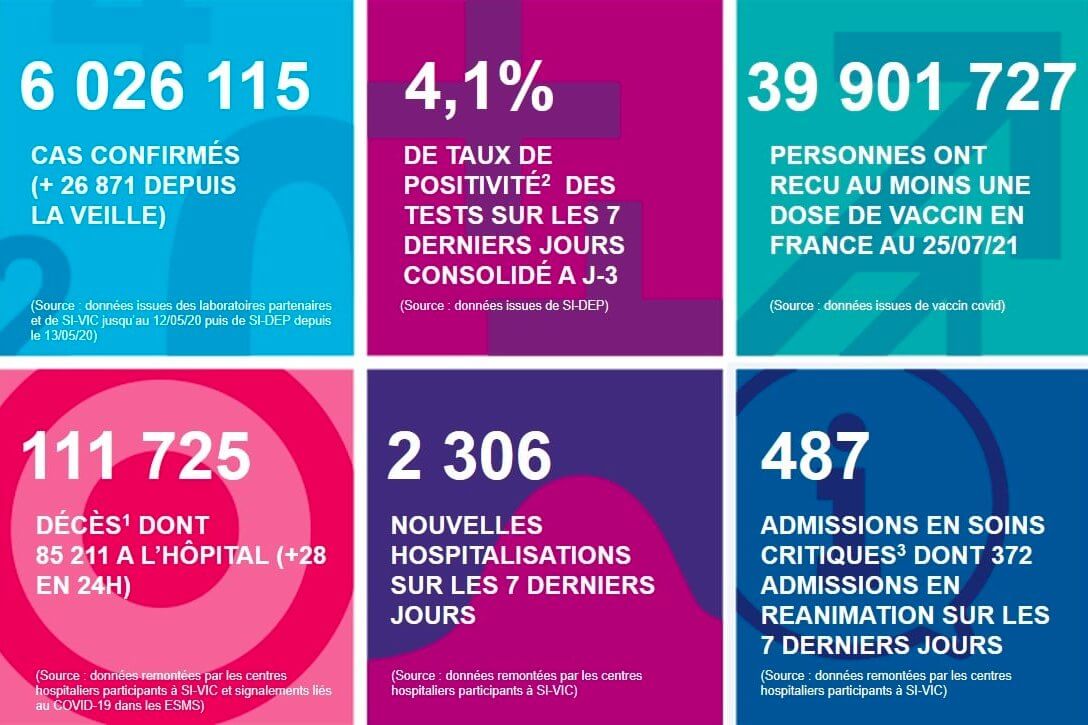 6 026 115
CAS CONFIRMÉS
(+ 26 871 DEPUIS
LA VEILLE)
(Source : données issues des laboratoires partenaires
et de SI-VIC jusqu'au 12/05/20 puis de SI-DEP depuis
le 13/05/20)
4,1%
DE TAUX DE
POSITIVITÉ² DES
TESTS SUR LES 7
DERNIERS JOURS
CONSOLIDÉ A J-3
(Source : données issues de SI-DEP)
39 901 727
PERSONNES ONT
RECU AU MOINS UNE
DOSE DE VACCIN EN
FRANCE AU 25/07/21
(Source : données issues de vaccin covid)
111 725
DÉCÈS¹ DONT
85 211 A L'HÔPITAL (+28
EN 24H)
(Source : données remontées par les centres
hospitaliers participants à SI-VIC et signalements liés
au COVID-19 dans les ESMS)
2 306
NOUVELLES
HOSPITALISATIONS
SUR LES 7 DERNIERS
JOURS
(Source : données remontées par les centres
hospitaliers participants à SI-VIC)
487
ADMISSIONS EN SOINS
CRITIQUES³ DONT 372
ADMISSIONS EN
REANIMATION SUR LES
7 DERNIERS JOURS
(Source : données remontées par les centres
hospitaliers participants à SI-VIC)